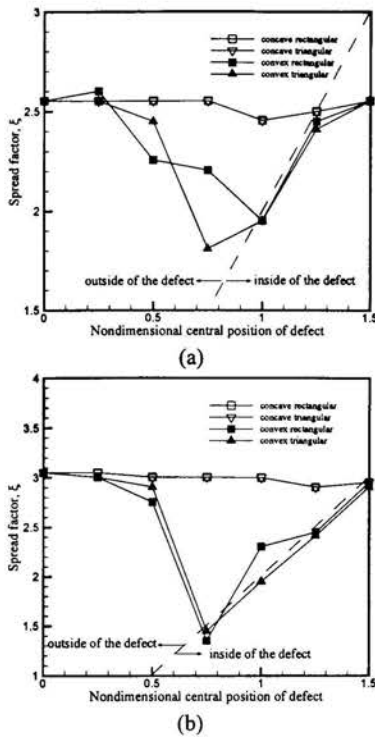 3
concave rectangular
concave triangular
convex rectangular
convex triangular
2.5
Spread factor, ξ
2
outside of the defect
inside of the defect
1.5
0 0.5 1 1.5
Nondimensional central position of defect
(a)
4
concave rectangular
concave triangular
convex rectangular
convex triangular
3.5
3
Spread factor, ξ
2.5
2
1.5
outside of the defect
inside of the defect
1
0 0.5 1 1.5
Nondimensional central position of defect
(b)